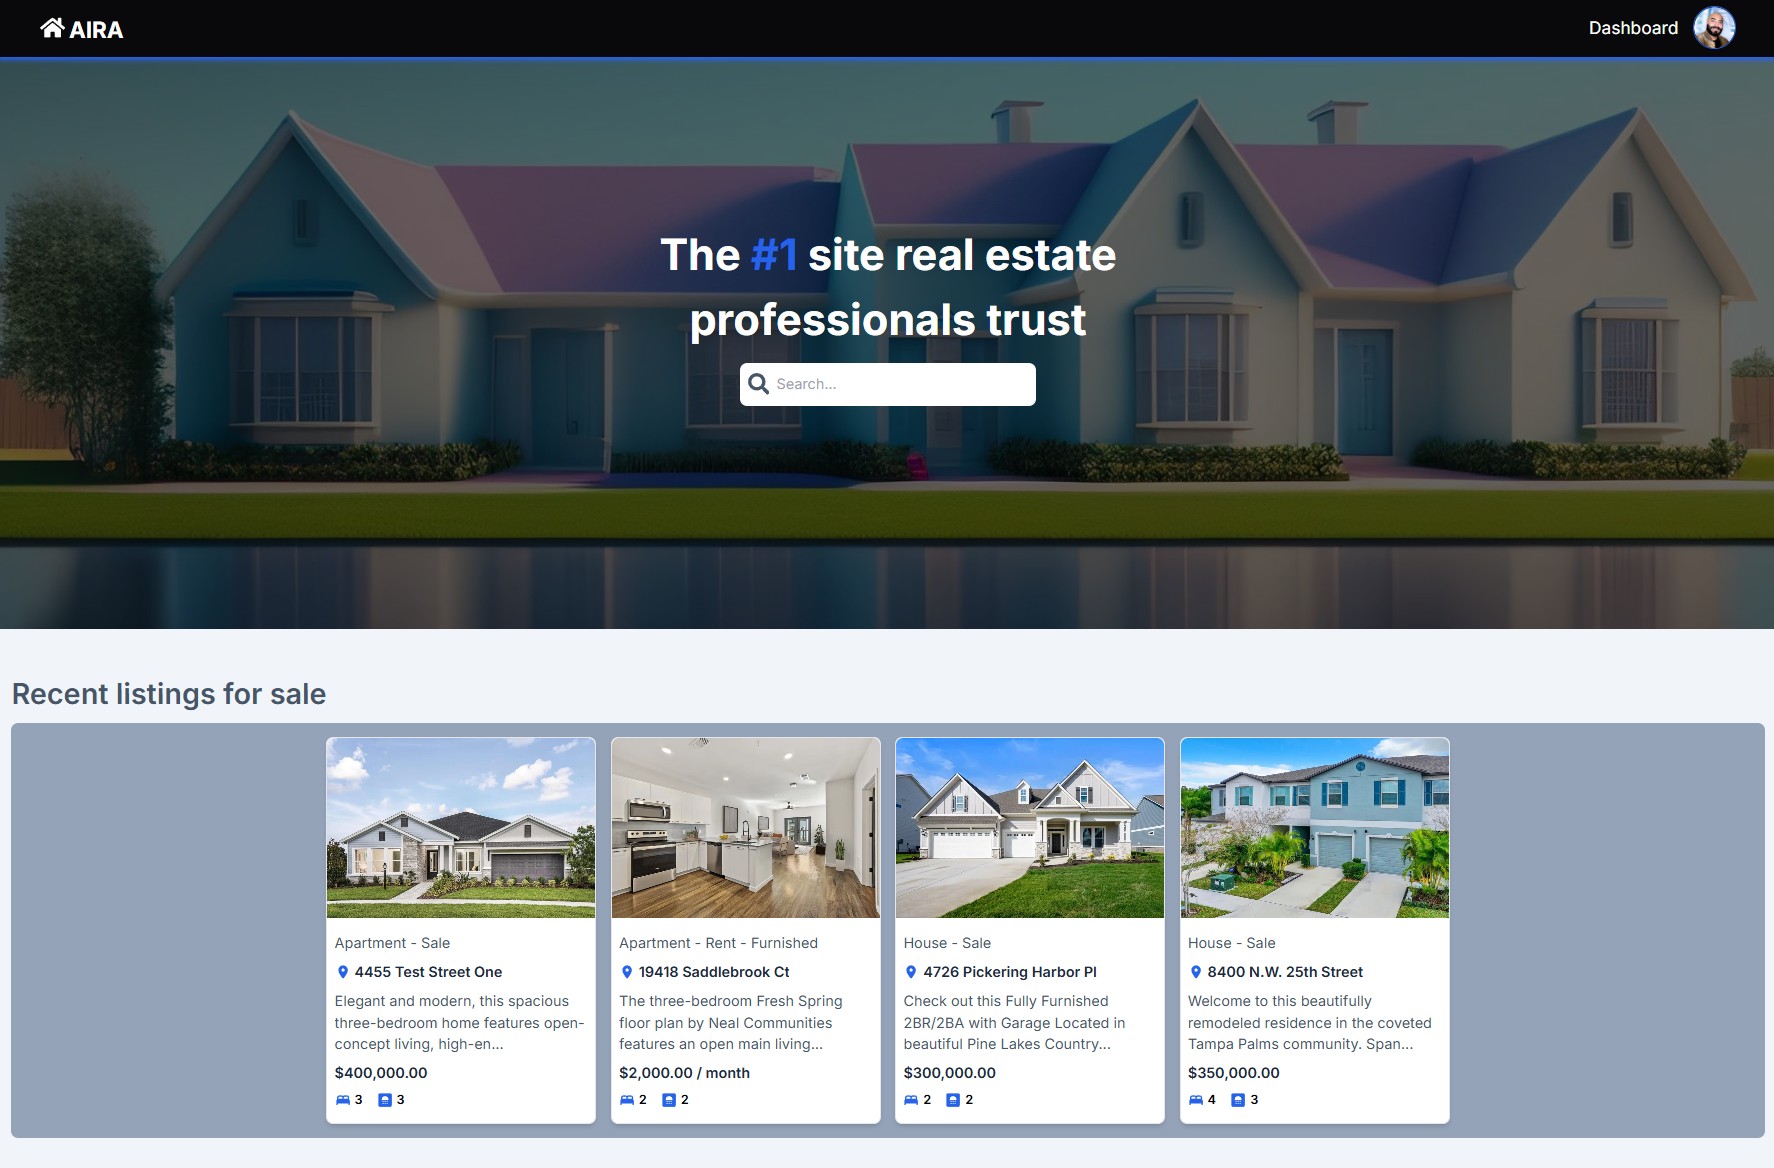 AIRA
Dashboard
The #1 site real estate
professionals trust
Search...
Recent listings for sale
Apartment - Sale
4455 Test Street One
Elegant and modern, this spacious
three-bedroom home features open-
concept living, high-en...
$400,000.00
3 3
Apartment - Rent - Furnished
19418 Saddlebrook Ct
The three-bedroom Fresh Spring
floor plan by Neal Communities
features an open main living...
$2,000.00 / month
2 2
House - Sale
4726 Pickering Harbor Pl
Check out this Fully Furnished
2BR/2BA with Garage Located in
beautiful Pine Lakes Country...
$300,000.00
2 2
House - Sale
8400 N.W. 25th Street
Welcome to this beautifully
remodeled residence in the coveted
Tampa Palms community. Span...
$350,000.00
4 3